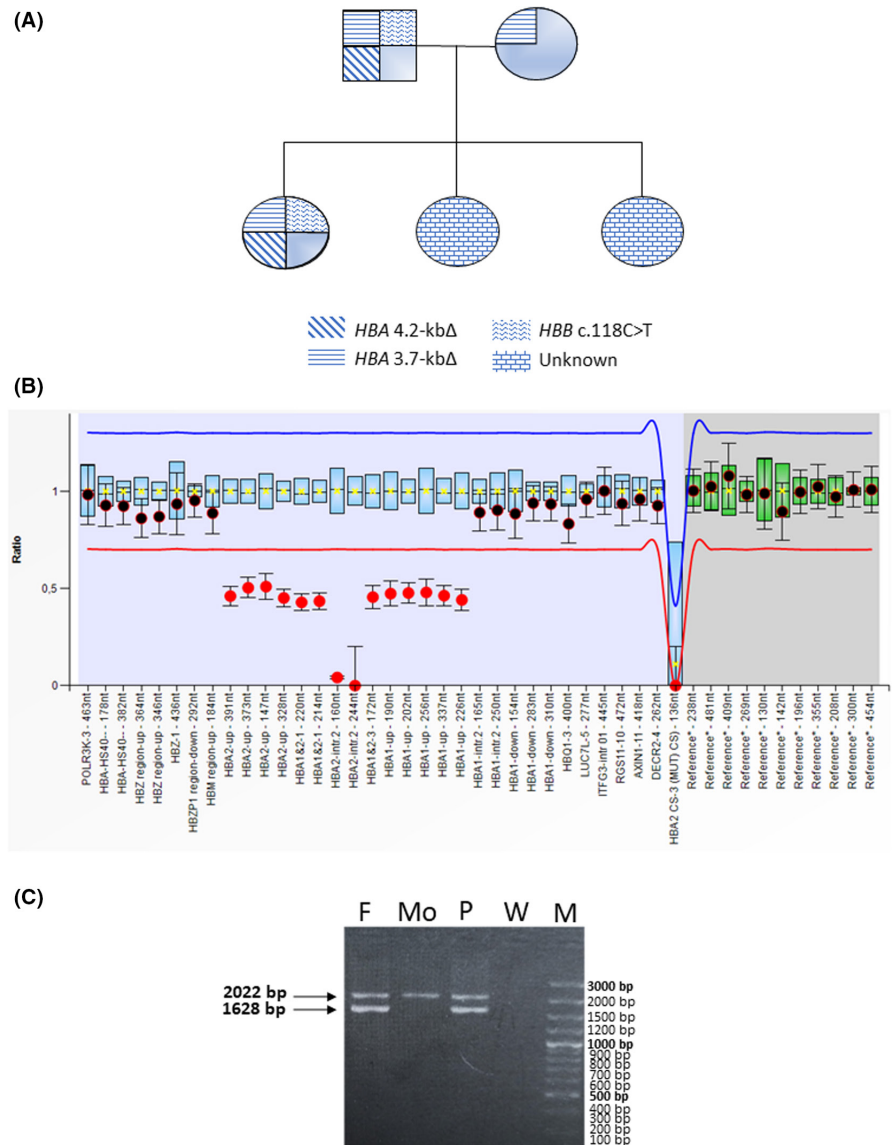 (A)
HBA 4.2-kbΔ
HBB c.118C>T
HBA 3.7-kbΔ
Unknown
(B)
Ratio
1
0,5
0
POLR3K-3 - 463nt
HBA-HS40-- - 178nt
HBA-HS40-- - 382nt
HBZ region-up - 364nt
HBZ region-up - 346nt
HBZ-1 - 436nt
HBZP1 region-down - 292nt
HBM region-up - 184nt
HBA2-up - 391nt
HBA2-up - 373nt
HBA2-up - 147nt
HBA2-up - 328nt
HBA1&2-1 - 220nt
HBA1&2-1 - 214nt
HBA2-intr.2 - 160nt
HBA2-intr.2 - 244nt
HBA1&2-3 - 172nt
HBA1-up - 190nt
HBA1-up - 202nt
HBA1-up - 256nt
HBA1-up - 337nt
HBA1-up - 226nt
HBA1-intr.2 - 165nt
HBA1-intr.2 - 250nt
HBA1-down - 154nt
HBA1-down - 283nt
HBA1-down - 310nt
HBQ1-3 - 400nt
LUC7L-5 - 277nt
ITFG3-intr 01 - 445nt
RGS11-10 - 472nt
AXIN1-11 - 418nt
DECR2-4 - 262nt
HBA2 CS-3 (MUT) CS) - 136nt
Reference* - 238nt
Reference* - 481nt
Reference* - 409nt
Reference* - 269nt
Reference* - 130nt
Reference* - 142nt
Reference* - 196nt
Reference* - 355nt
Reference* - 208nt
Reference* - 300nt
Reference* - 454nt
(C)
F Mo P W M
2022 bp
1628 bp
3000 bp
2000 bp
1500 bp
1200 bp
1000 bp
900 bp
800 bp
700 bp
600 bp
500 bp
400 bp
300 bp
200 bp
100 bp